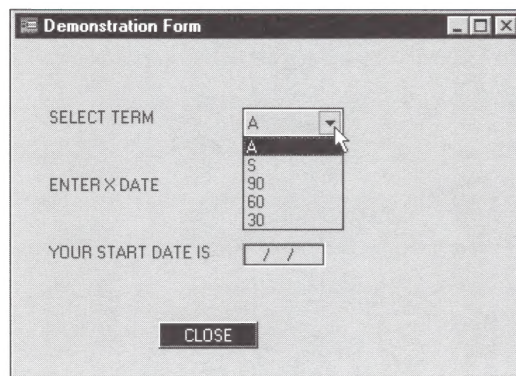 Demonstration Form
SELECT TERM
A
A
S
90
60
30
ENTER X DATE
YOUR START DATE IS
/ /
CLOSE